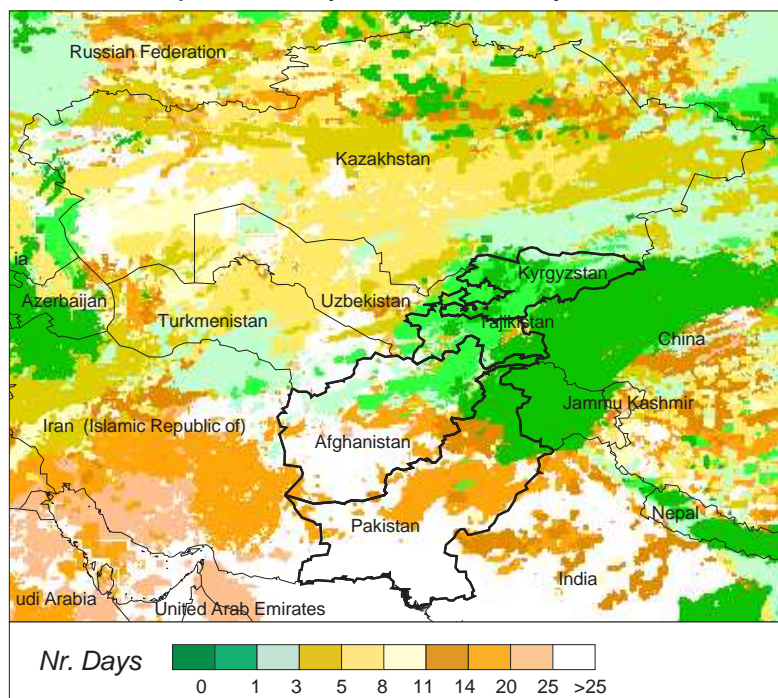 Russian Federation
Kazakhstan
ia
Kyrgyzstan
Azerbaijan
Uzbekistan
Turkmenistan
Tajikistan
China
Jammu Kashmir
Iran (Islamic Republic of)
Afghanistan
Pakistan
Nepal
India
udi Arabia
United Arab Emirates
Nr. Days
0 1 3 5 8 11 14 20 25 >25